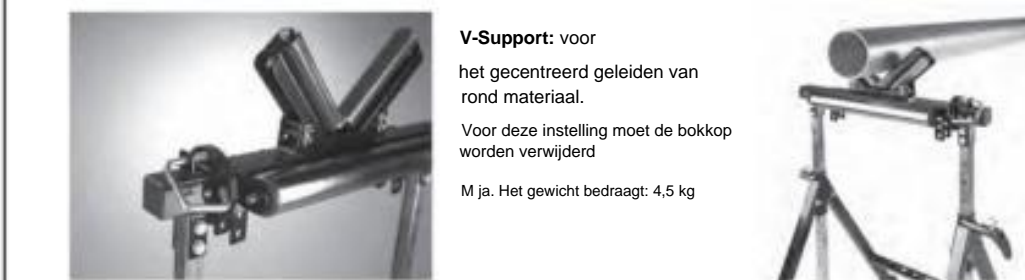 V-Support: voor
het gecentreerd geleiden van
rond materiaal.
Voor deze instelling moet de bokkop
worden verwijderd
M ja. Het gewicht bedraagt: 4,5 kg